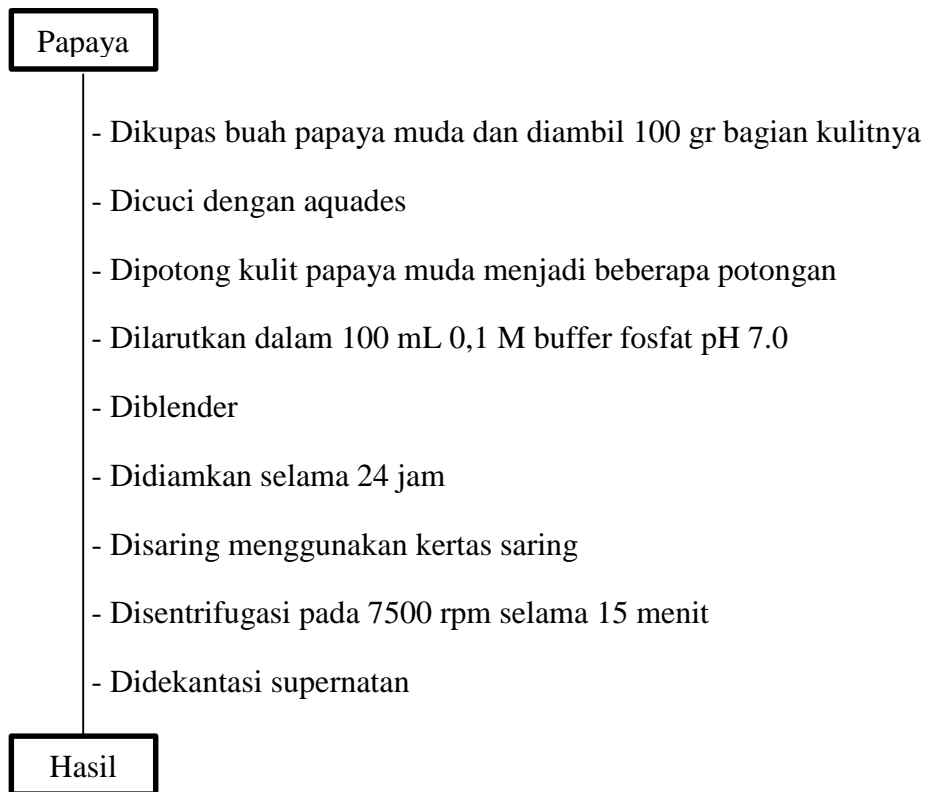 Papaya
- Dikupas buah papaya muda dan diambil 100 gr bagian kulitnya
- Dicuci dengan aquades
- Dipotong kulit papaya muda menjadi beberapa potongan
- Dilarutkan dalam 100 mL 0,1 M buffer fosfat pH 7.0
- Diblender
- Didiamkan selama 24 jam
- Disaring menggunakan kertas saring
- Disentrifugasi pada 7500 rpm selama 15 menit
- Didekantasi supernatan
Hasil